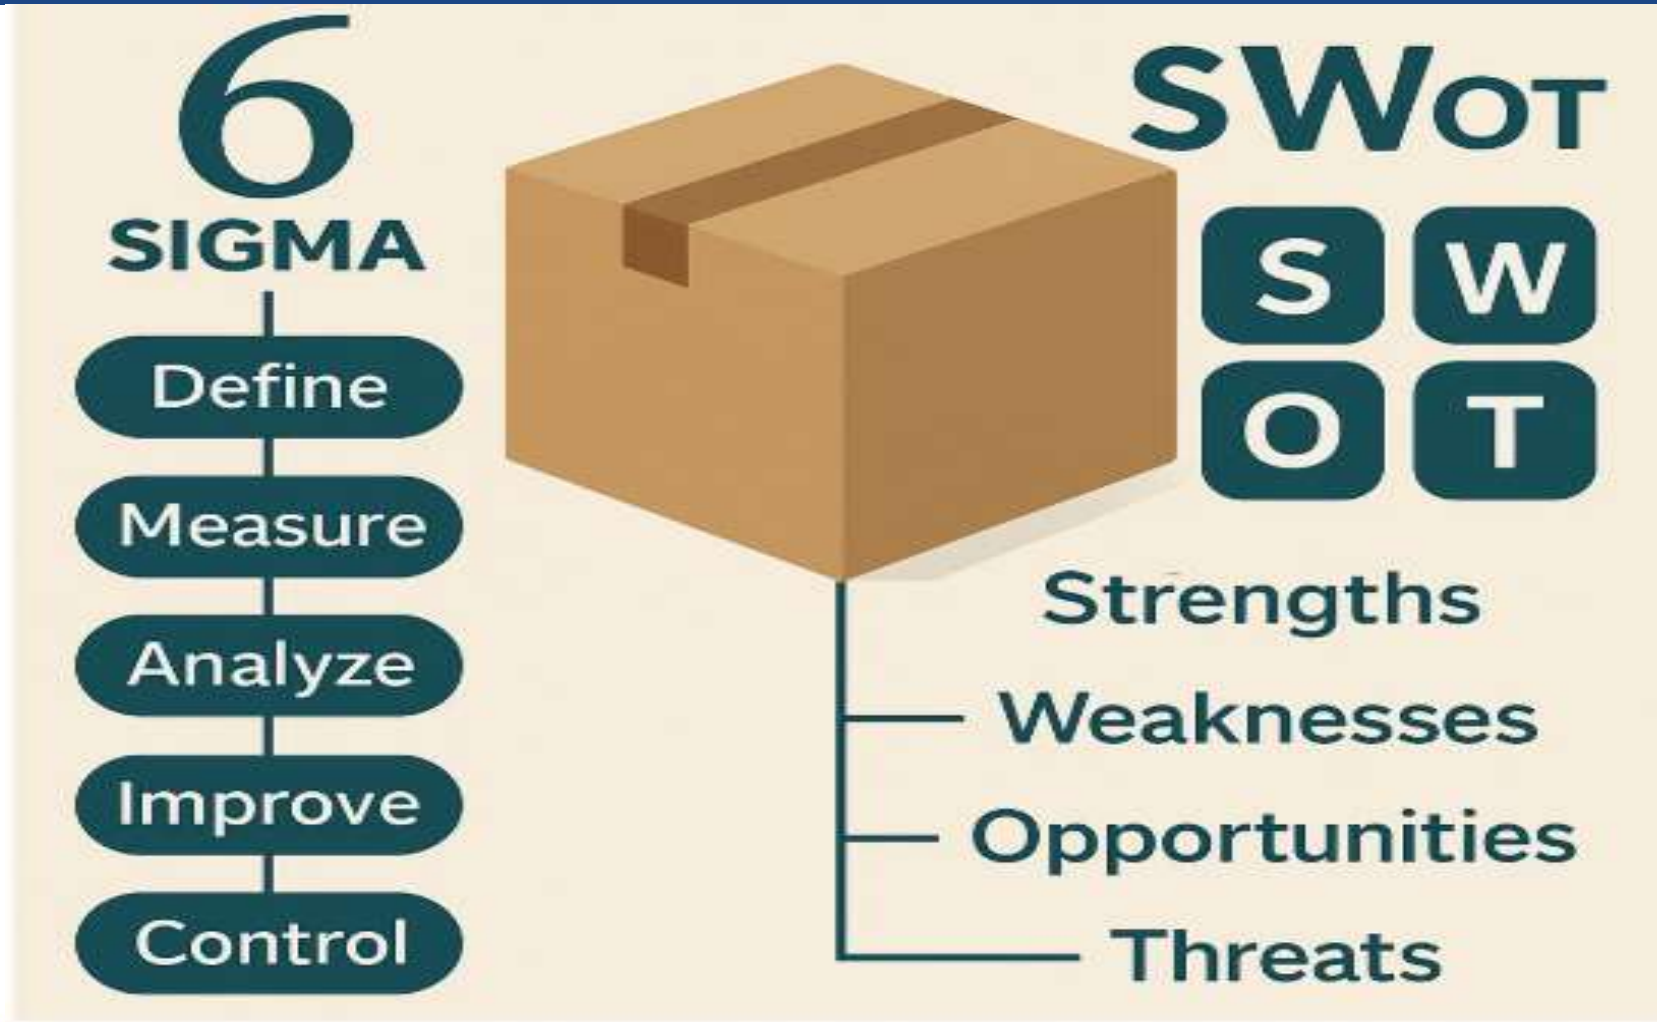 6
SIGMA
Define
Measure
Analyze
Improve
Control
SWOT
S W
O T
Strengths
Weaknesses
Opportunities
Threats